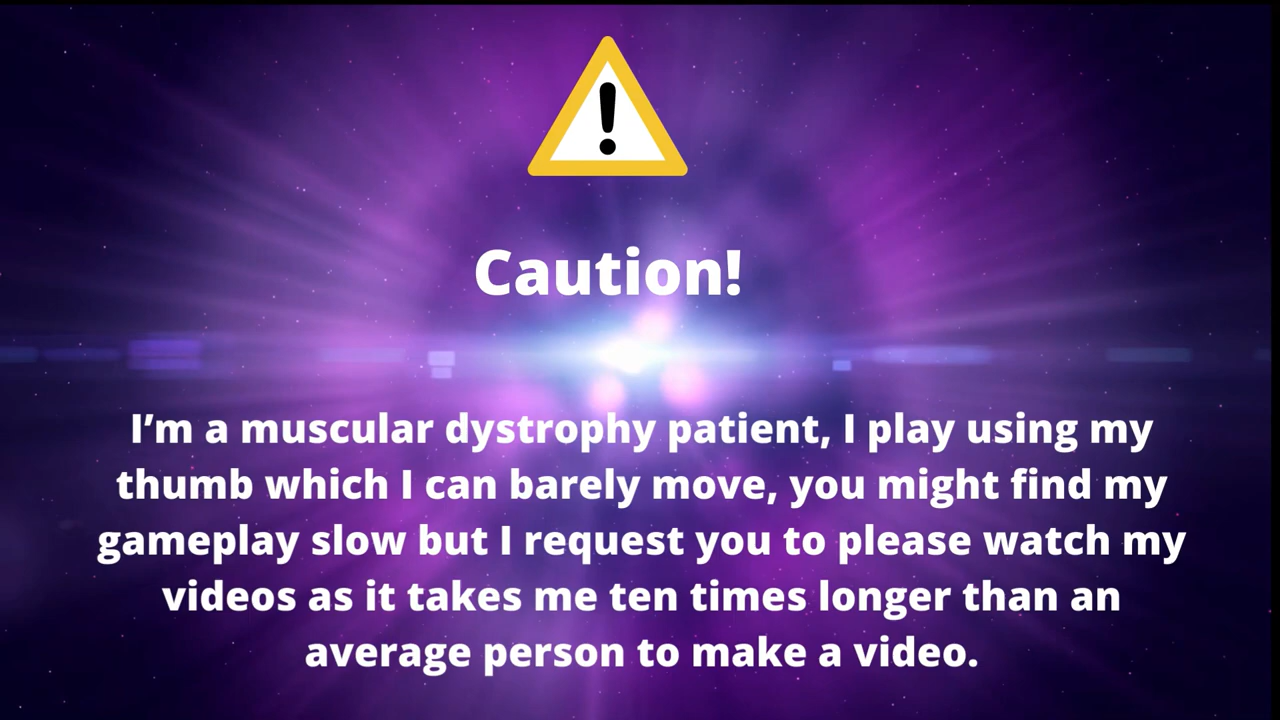 Caution!
I’m a muscular dystrophy patient, I play using my
thumb which I can barely move, you might find my
gameplay slow but I request you to please watch my
videos as it takes me ten times longer than an
average person to make a video.